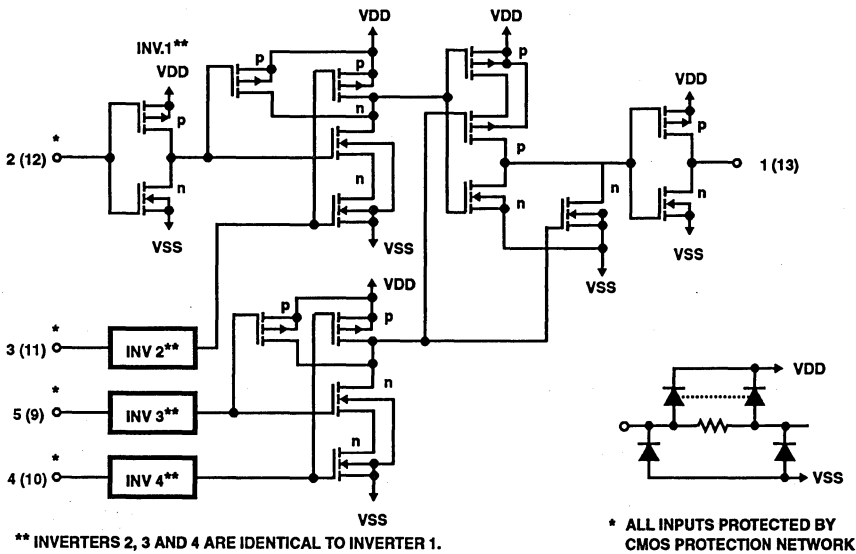 INV.1**
VDD
VDD
VDD
VDD
p
p
p
p
n
p
n
n
n
p
n
n
*
2 (12)
1 (13)
VSS
VSS
VSS
VSS
VDD
p
p
n
n
VSS
*
3 (11)
INV 2**
*
5 (9)
INV 3**
*
4 (10)
INV 4**
VDD
VSS
** INVERTERS 2, 3 AND 4 ARE IDENTICAL TO INVERTER 1.
* ALL INPUTS PROTECTED BY
CMOS PROTECTION NETWORK